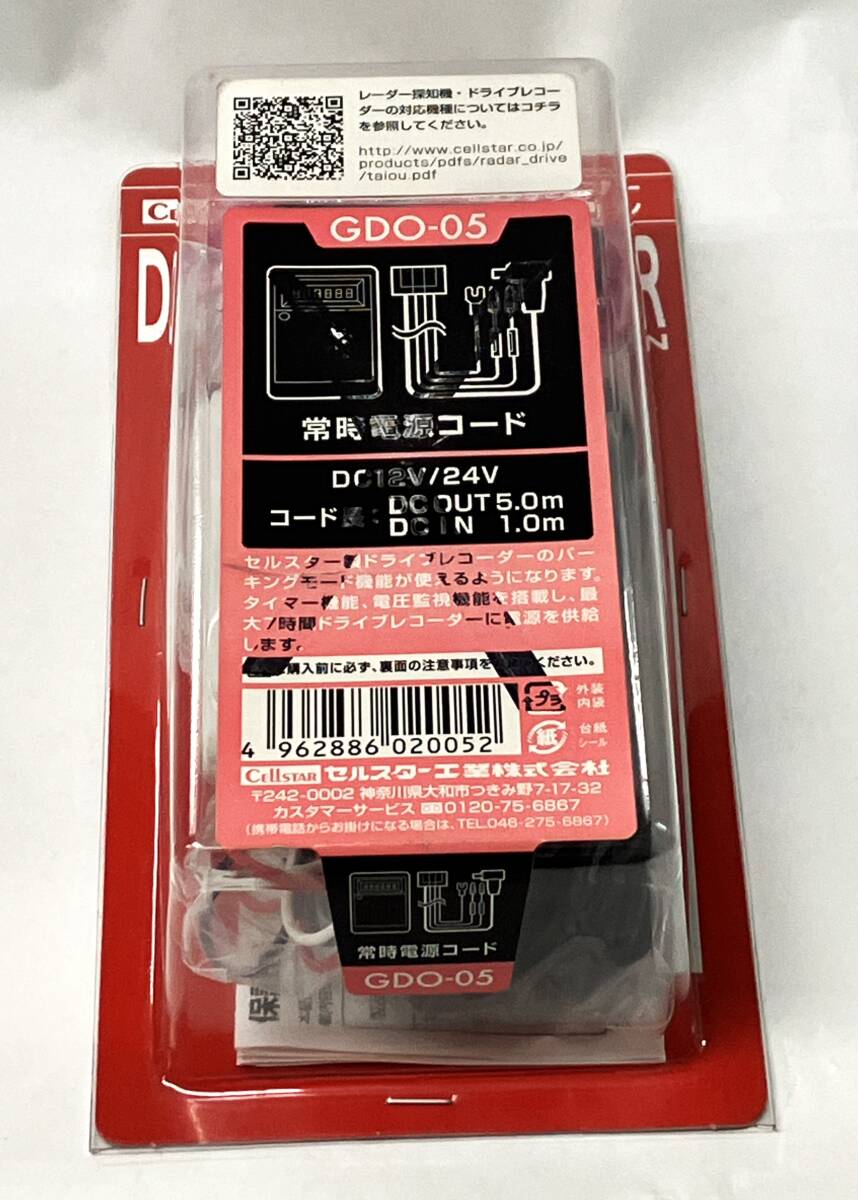 レーダー探知機・ドライブレコー
ダーの対応機種についてはコチラ
を参照してください。
http://www.cellstar.co.jp/
products/pdfs/radar_drive
/taiou.pdf
GDO-05
常時電源コード
DC12V/24V
コード長: DC OUT 5.0m
DC IN 1.0m
セルスター製ドライブレコーダーのパー
キングモード機能が使えるようになります。
タイマー機能、電圧監視機能を搭載し、最
大7時間ドライブレコーダーに電源を供給
します。
購入前に必ず、裏面の注意事項を ください。
プラ
外装
内袋
紙
台紙
シール
4 962886 020052
CELLSTAR セルスター工業株式会社
〒242-0002 神奈川県大和市つきみ野7-17-32
カスタマーサービス 0120-75-6867
(携帯電話からお掛けになる場合は、TEL.046-275-6867)
常時電源コード
GDO-05